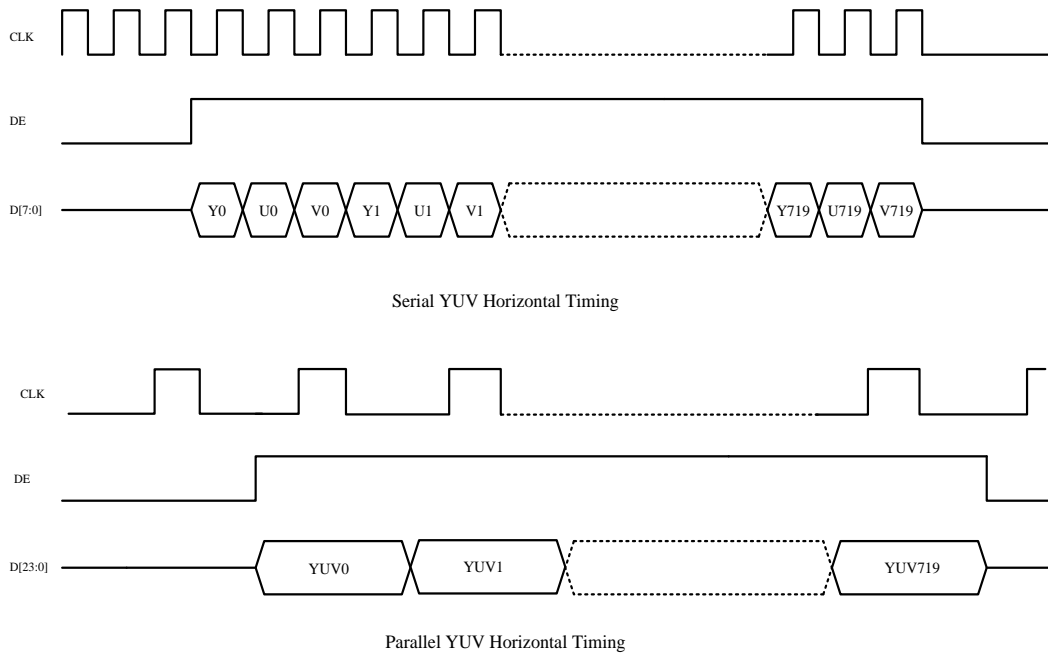 CLK
DE
D[7:0] Y0 U0 V0 Y1 U1 V1 Y719 U719 V719
Serial YUV Horizontal Timing
CLK
DE
D[23:0] YUV0 YUV1 YUV719
Parallel YUV Horizontal Timing